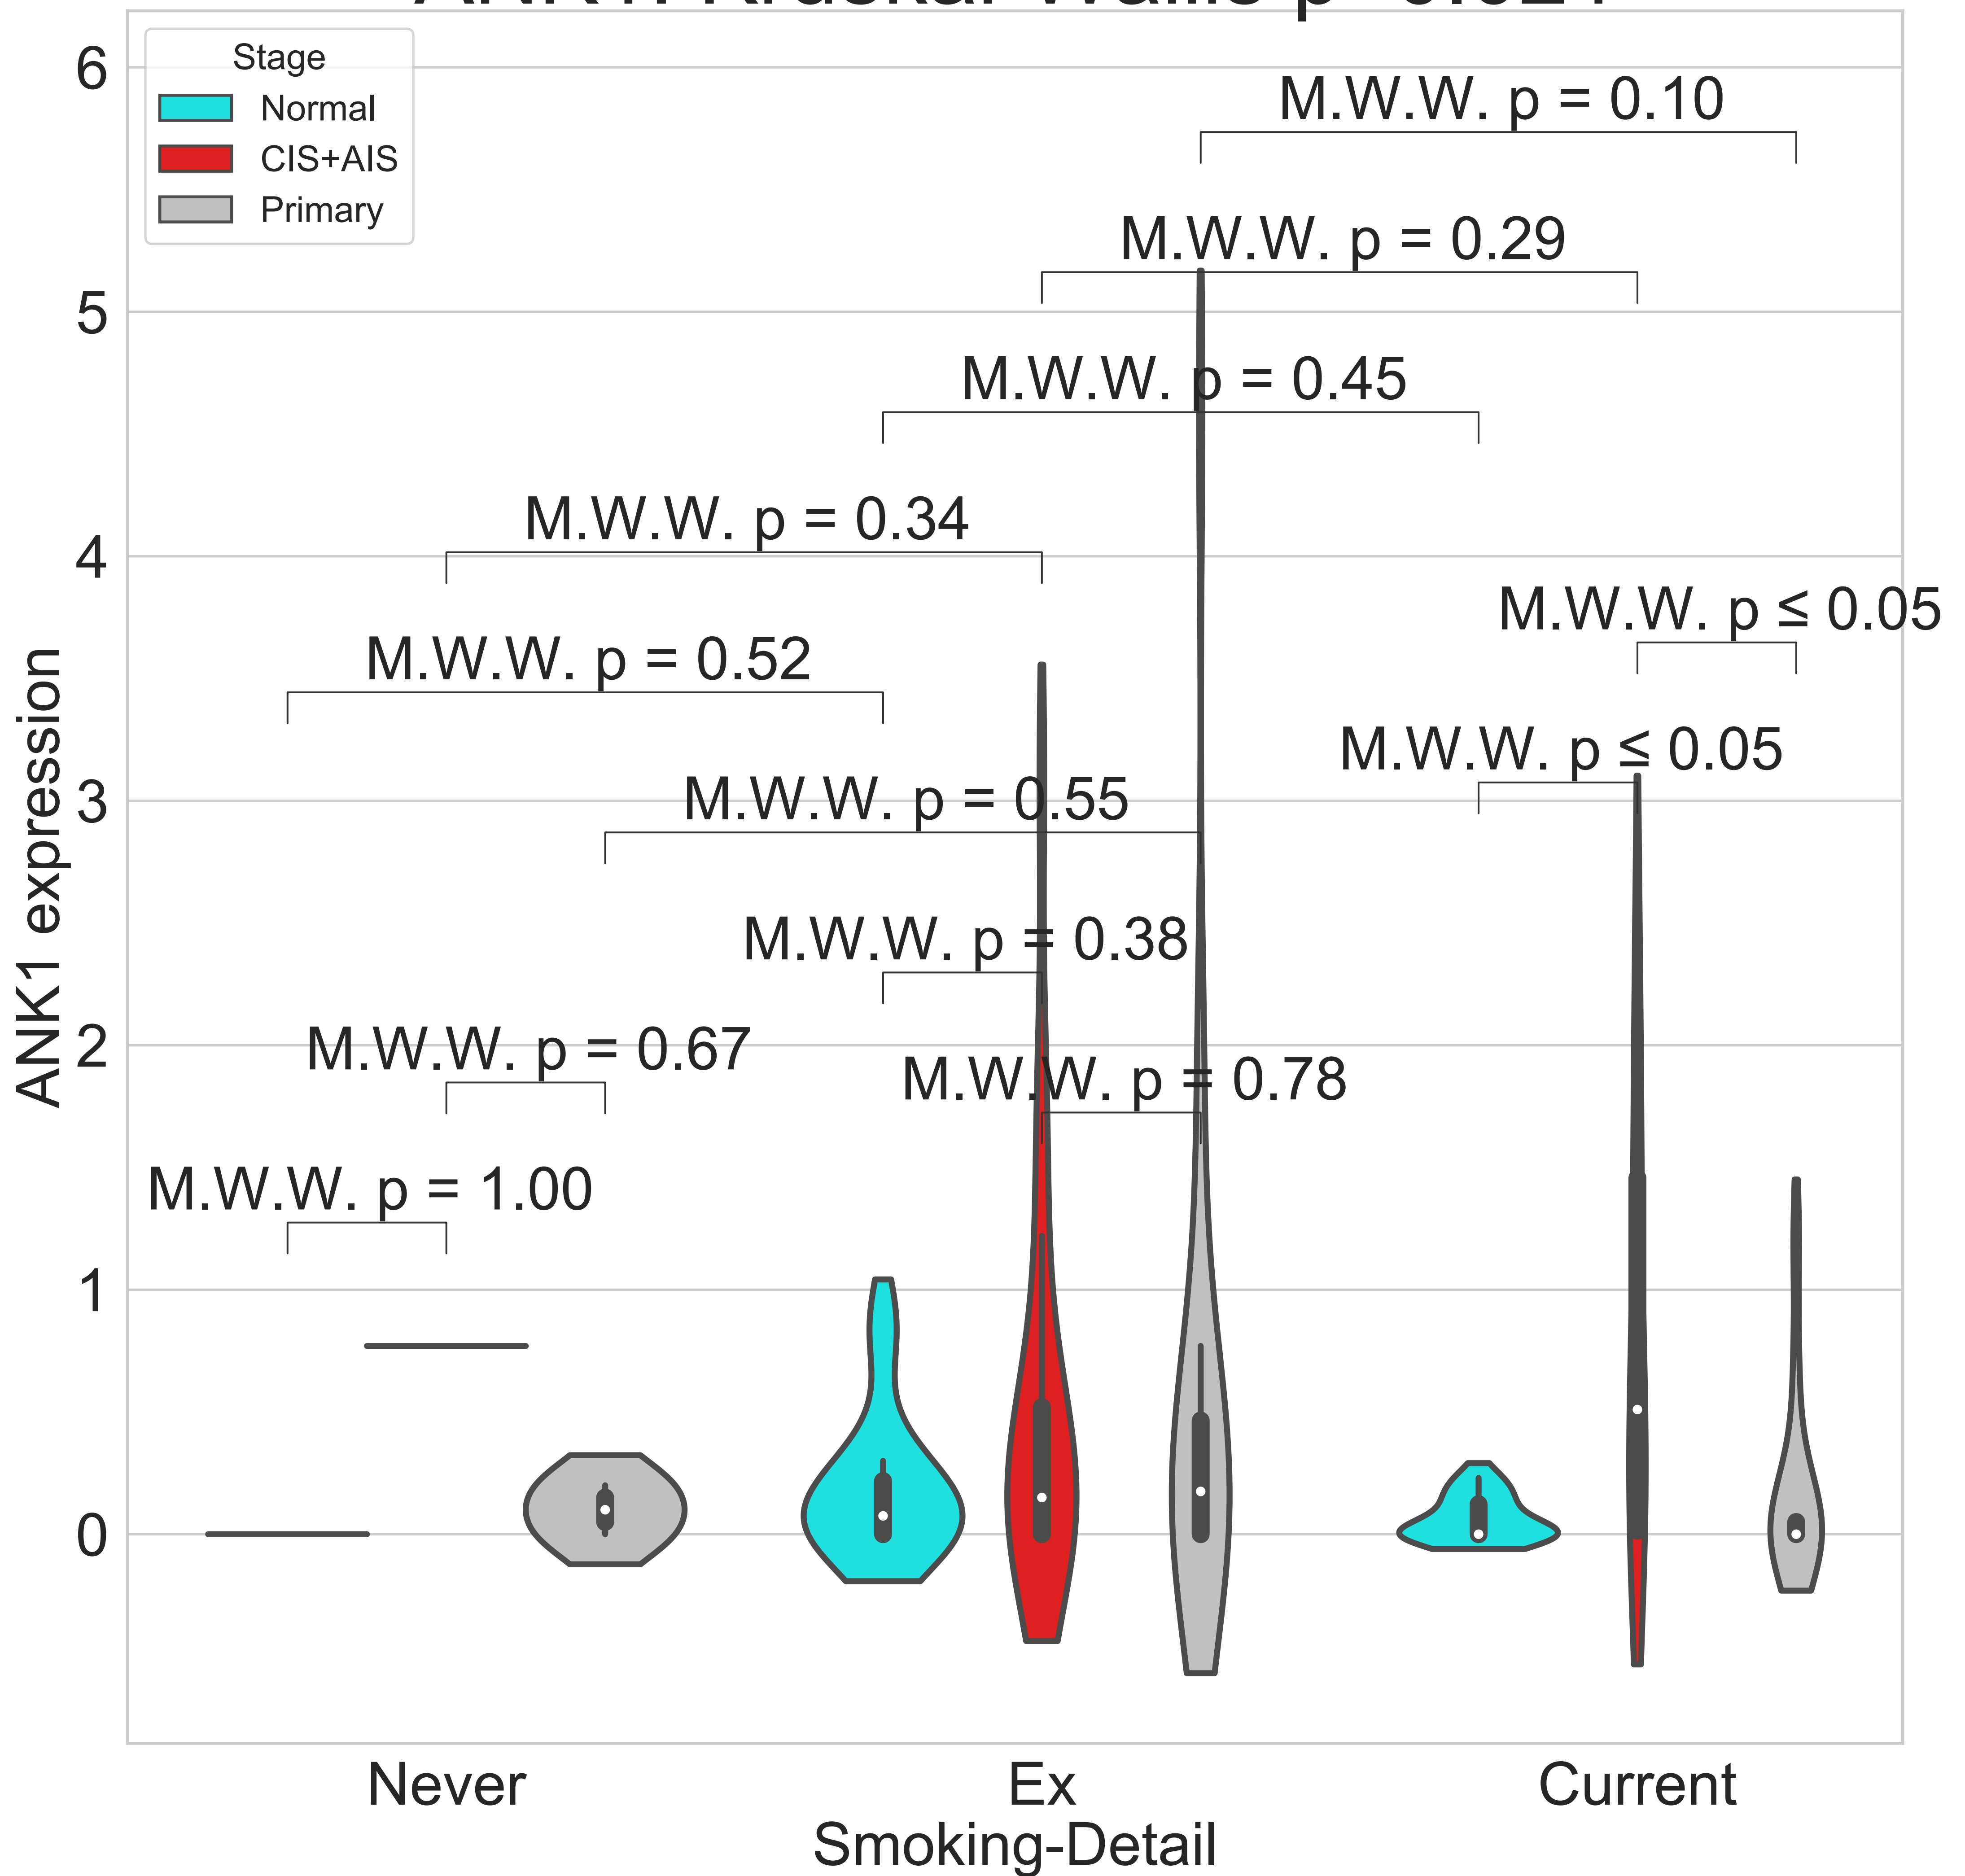 Stage
Normal
CIS+AIS
Primary
6
5
4
3
2
1
0
ANK1 expression
M.W.W. p = 0.10
M.W.W. p = 0.29
M.W.W. p = 0.45
M.W.W. p = 0.34
M.W.W. p ≤ 0.05
M.W.W. p = 0.52
M.W.W. p ≤ 0.05
M.W.W. p = 0.55
M.W.W. p = 0.38
M.W.W. p = 0.67
M.W.W. p = 0.78
M.W.W. p = 1.00
Never
Ex
Current
Smoking-Detail